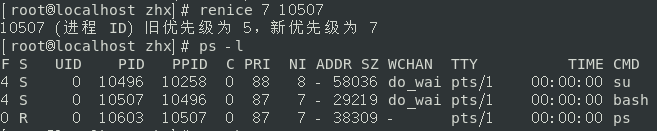 [root@localhost zhx]# renice 7 10507
10507 (进程 ID) 旧优先级为 5，新优先级为 7
[root@localhost zhx]# ps -l
F S   UID    PID   PPID  C PRI  NI ADDR SZ WCHAN  TTY          TIME CMD
4 S     0  10496  10258  0  88   8 - 58036 do_wai pts/1    00:00:00 su
4 S     0  10507  10496  0  87   7 - 29219 do_wai pts/1    00:00:00 bash
0 R     0  10603  10507  0  87   7 - 38309 -      pts/1    00:00:00 ps